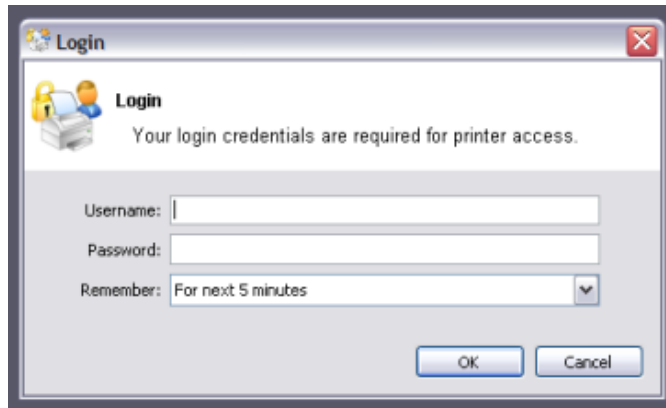 Login
Login
Your login credentials are required for printer access.
Username:
Password:
Remember: For next 5 minutes
OK Cancel